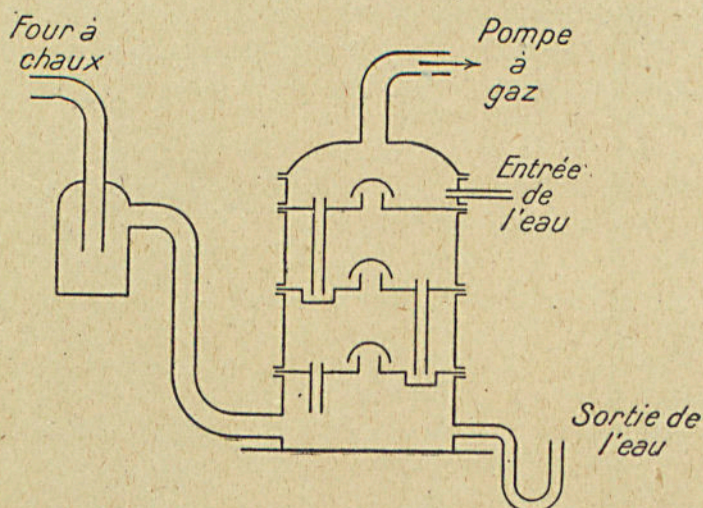 Four à
chaux
Pompe
à
gaz
Entrée
de
l'eau
Sortie de
l'eau